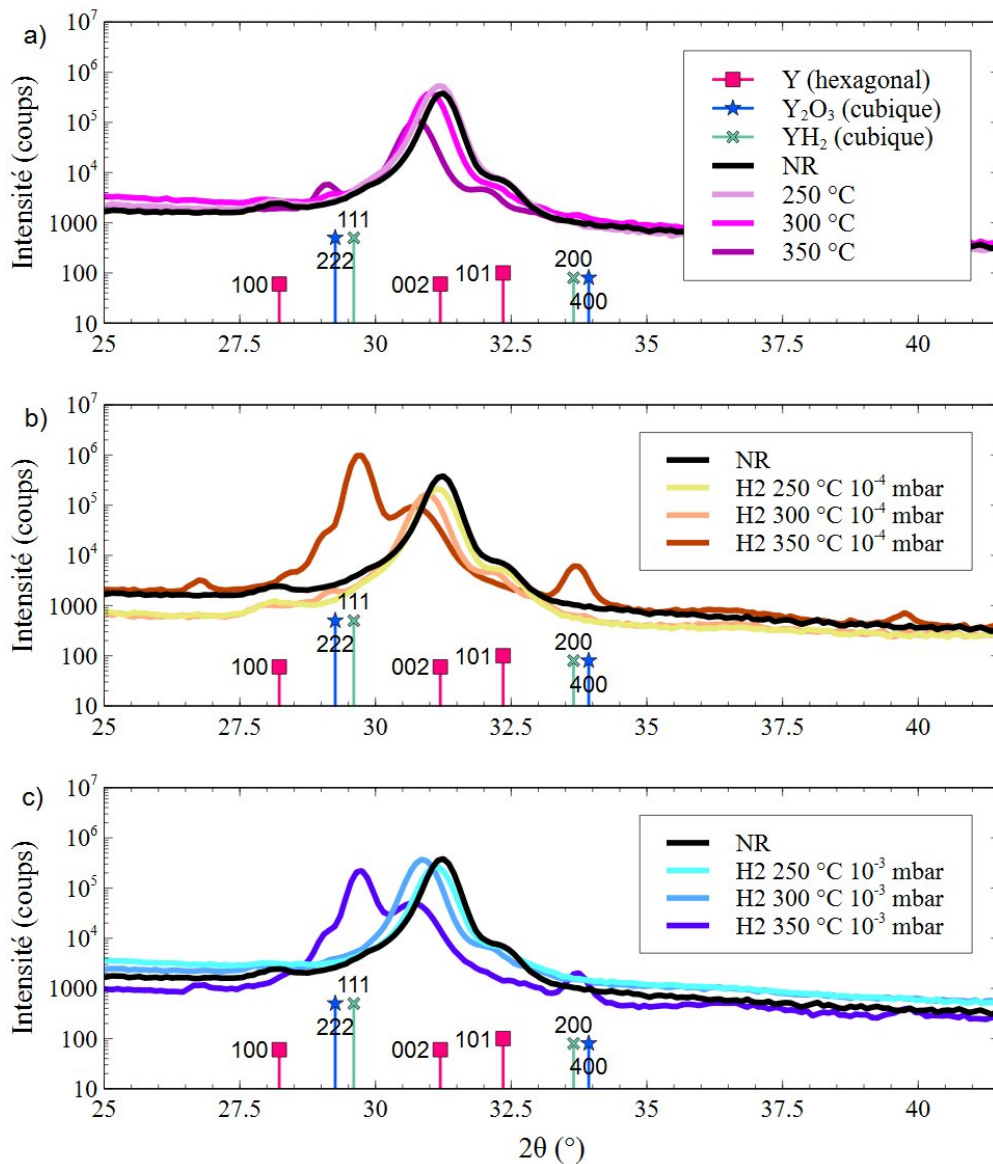 a)
Intensité (coups)
10⁷
10⁶
10⁵
10⁴
1000
100
10
Y (hexagonal)
Y₂O₃ (cubique)
YH₂ (cubique)
NR
250 °C
300 °C
350 °C
111
222
100
002
101
200
400
25
27.5
30
32.5
35
37.5
40
b)
Intensité (coups)
10⁷
10⁶
10⁵
10⁴
1000
100
10
NR
H2 250 °C 10⁻⁴ mbar
H2 300 °C 10⁻⁴ mbar
H2 350 °C 10⁻⁴ mbar
111
222
100
002
101
200
400
25
27.5
30
32.5
35
37.5
40
c)
Intensité (coups)
10⁷
10⁶
10⁵
10⁴
1000
100
10
NR
H2 250 °C 10⁻³ mbar
H2 300 °C 10⁻³ mbar
H2 350 °C 10⁻³ mbar
111
222
100
002
101
200
400
25
27.5
30
32.5
35
37.5
40
2θ (°)